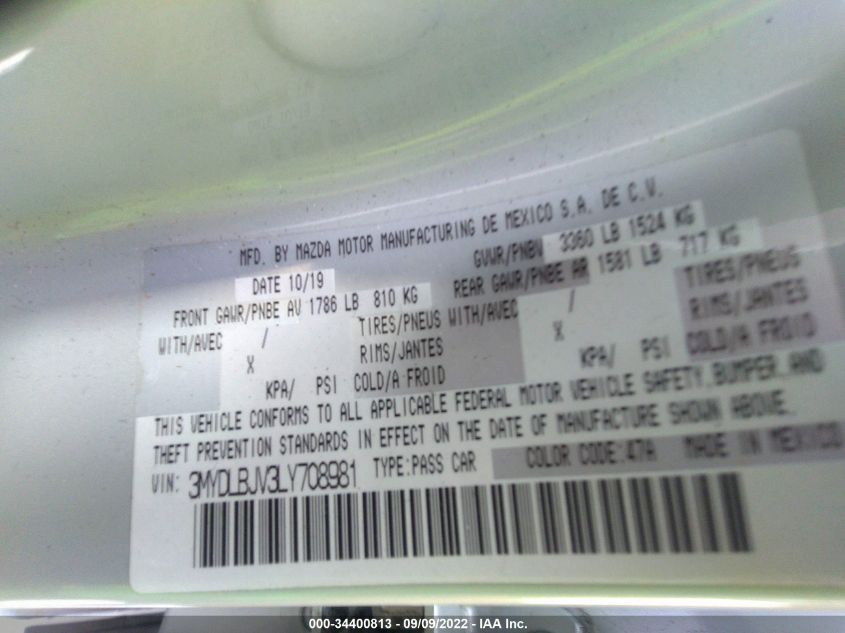 MFD. BY MAZDA MOTOR MANUFACTURING DE MEXICO S.A. DE C.V.
DATE 10/19 GVWR/PNBV 3360 LB 1524 KG
FRONT GAWR/PNBE AV 1786 LB 810 KG REAR GAWR/PNBE AR 1581 LB 717 KG
WITH/AVEC / TIRES/PNEUS WITH/AVEC / TIRES/PNEUS
X RIMS/JANTES X RIMS/JANTES
KPA/ PSI COLD/A FROID KPA/ PSI COLD/A FROID
THIS VEHICLE CONFORMS TO ALL APPLICABLE FEDERAL MOTOR VEHICLE SAFETY, BUMPER, AND
THEFT PREVENTION STANDARDS IN EFFECT ON THE DATE OF MANUFACTURE SHOWN ABOVE.
VIN: 3MYDLBJV3LY708981 TYPE:PASS CAR COLOR CODE:47A MADE IN MEXICO
000-34400813 - 09/09/2022 - IAA Inc.